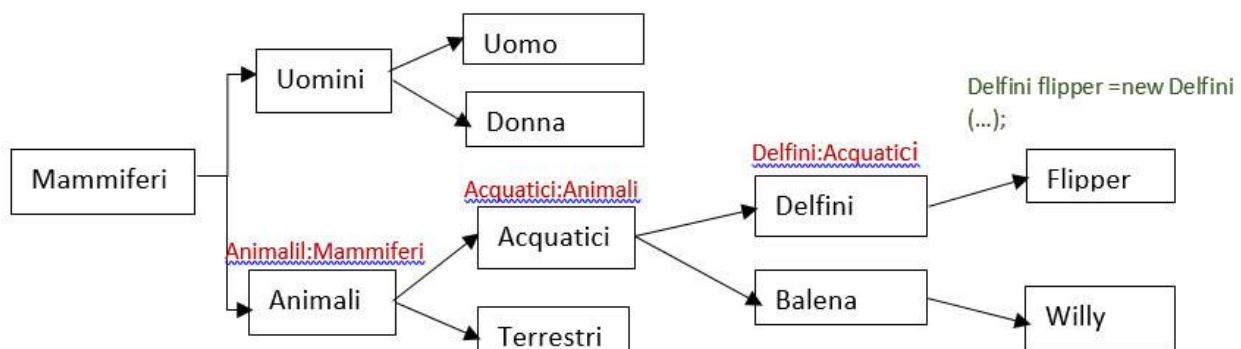 Uomo
Uomini
Donna
Delfini flipper =new Delfini
(...);
Mammiferi
Delfini:Acquatici
Flipper
Acquatici:Animali
Delfini
Acquatici
Animalil:Mammiferi
Animali
Balena
Terrestri
Willy